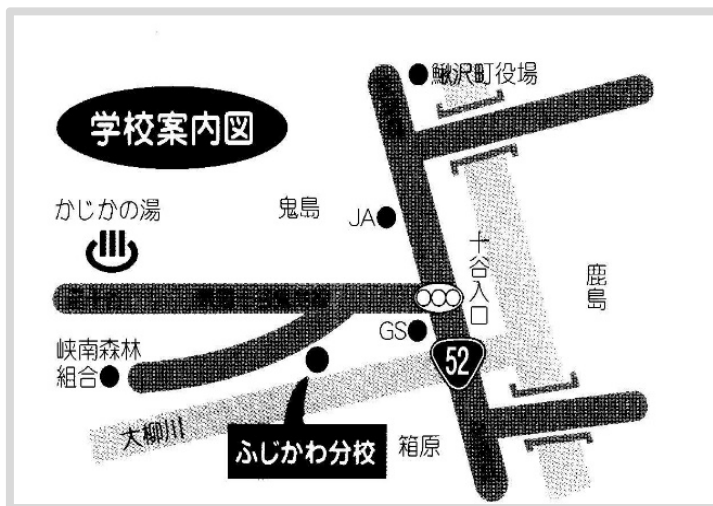 鰍沢町役場
学校案内図
かじかの湯
鬼島
JA
十谷入口
鹿島
GS
峡南森林
組合
52
大柳川
ふじかわ分校
箱原